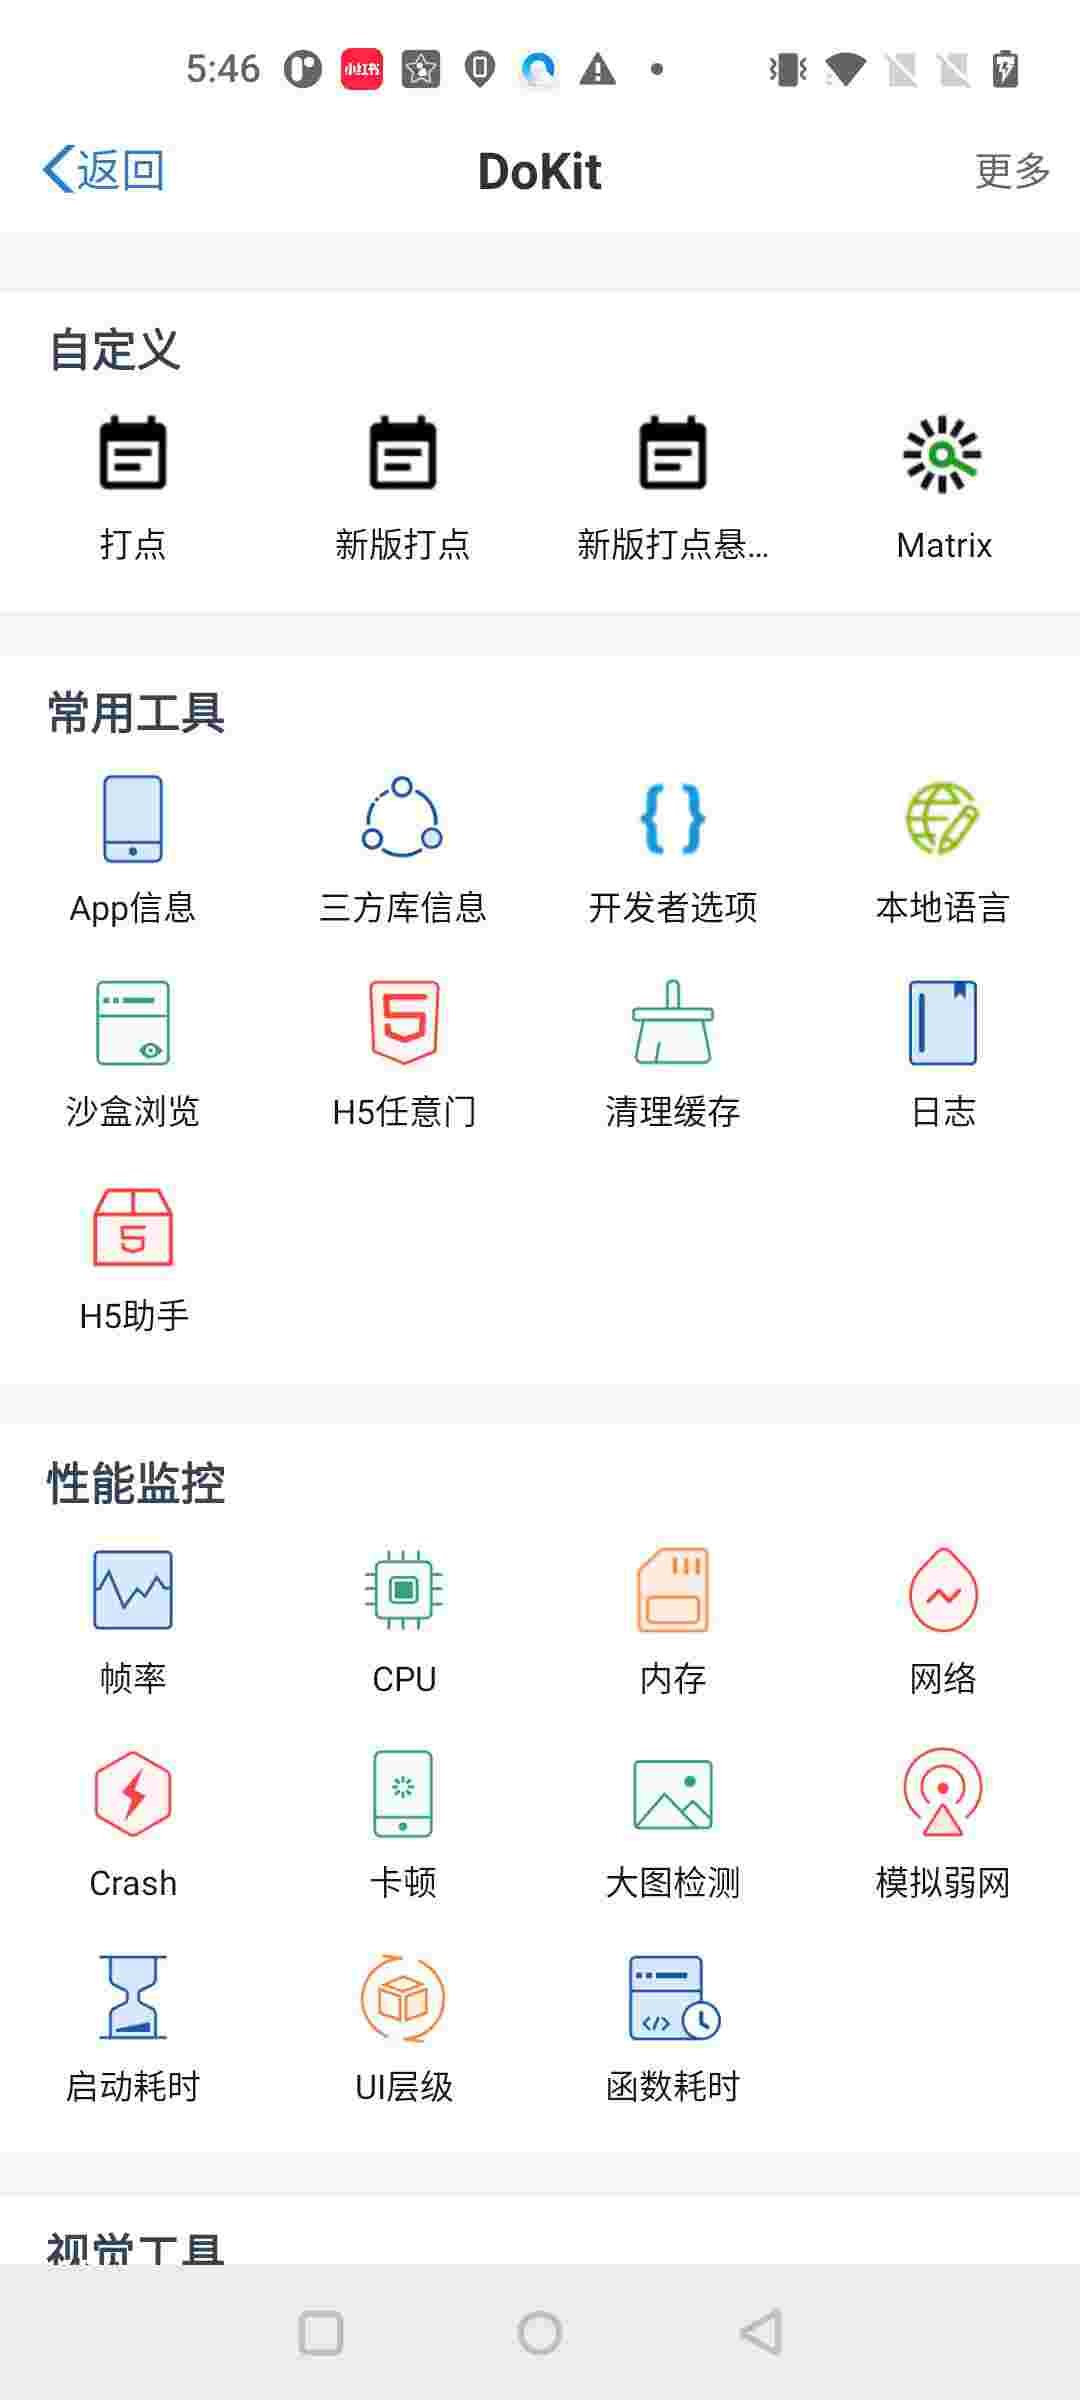 5:46 小红书
返回 DoKit 更多
自定义
打点 新版打点 新版打点悬... Matrix
常用工具
App信息 三方库信息 开发者选项 本地语言
沙盒浏览 H5任意门 清理缓存 日志
5
H5助手
性能监控
帧率 CPU 内存 网络
Crash 卡顿 大图检测 模拟弱网
启动耗时 UI层级 函数耗时
视觉工具